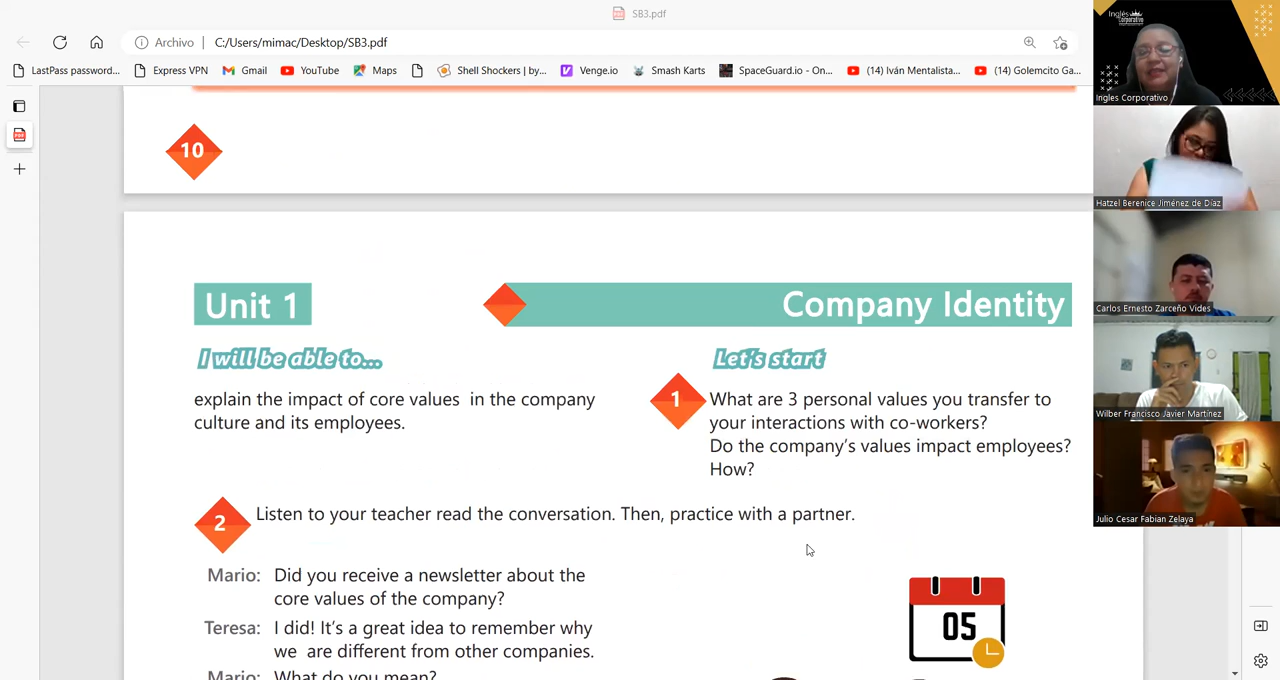 SB3.pdf
Archivo | C:/Users/mimac/Desktop/SB3.pdf
LastPass password... Express VPN Gmail YouTube Maps Shell Shockers | by... Venge.io Smash Karts SpaceGuard.io - On... (14) Iván Mentalista... (14) Golemcito Ga...
10
Unit 1
Company Identity
I will be able to...
explain the impact of core values in the company
culture and its employees.
Let's start
1
What are 3 personal values you transfer to
your interactions with co-workers?
Do the company's values impact employees?
How?
2
Listen to your teacher read the conversation. Then, practice with a partner.
Mario: Did you receive a newsletter about the
core values of the company?
Teresa: I did! It's a great idea to remember why
we are different from other companies.
Mario: What do you mean?
05
Inglés
Corporativo
Ingles Corporativo
Hatzel Berenice Jiménez de Díaz
Carlos Ernesto Zarceño Vides
Wilber Francisco Javier Martínez
Julio Cesar Fabian Zelaya